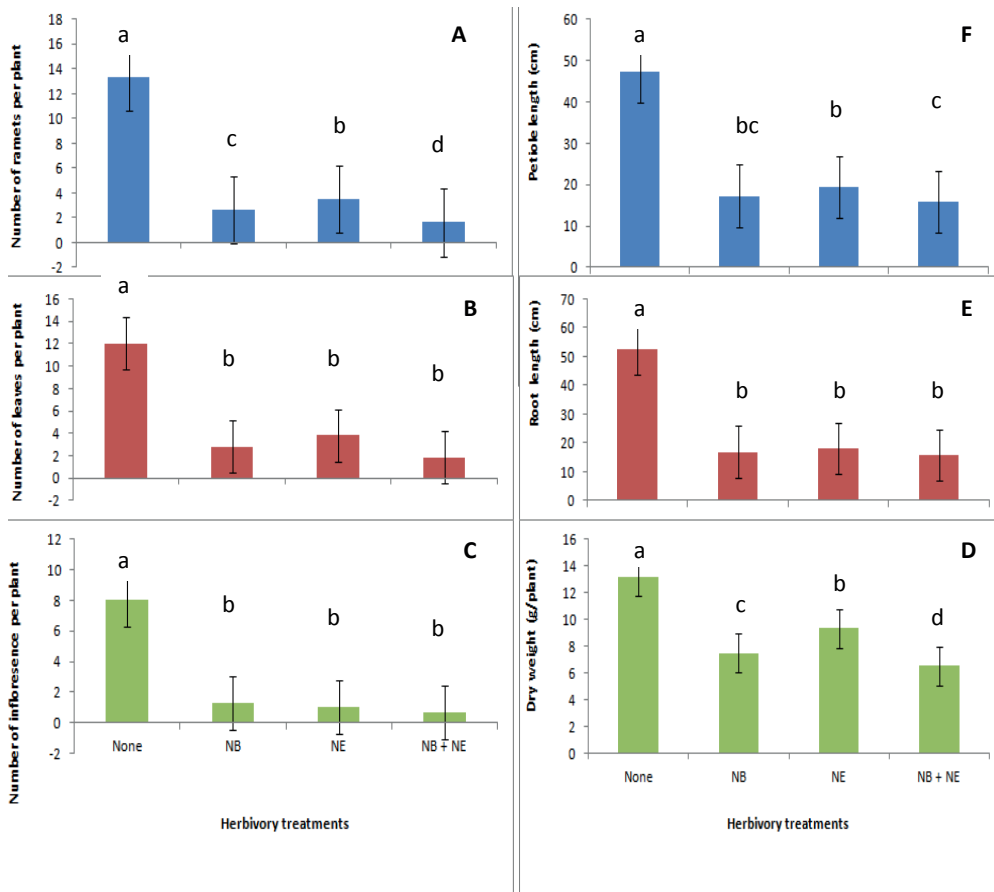 Number of ramets per plant
18
16
14
12
10
8
6
4
2
0
-2
a
c
b
d
A
Petiole length (cm)
60
50
40
30
20
10
0
a
bc
b
c
F
Number of leaves per plant
16
14
12
10
8
6
4
2
0
-2
a
b
b
b
B
Root length (cm)
70
60
50
40
30
20
10
0
a
b
b
b
E
Number of infloresence per plant
12
10
8
6
4
2
0
-2
a
b
b
b
C
None NB NE NB + NE
Herbivory treatments
Dry weight (g/plant)
16
14
12
10
8
6
4
2
0
a
c
b
d
D
None NB NE NB + NE
Herbivory treatments